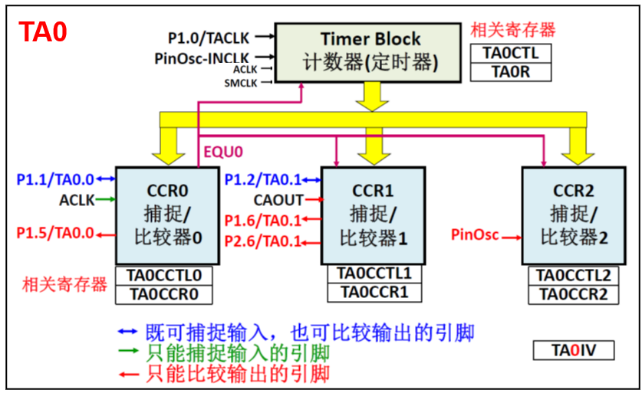 TA0
P1.0/TACLK
PinOsc-INCLK
ACLK
SMCLK
Timer Block
计数器(定时器)
相关寄存器
TA0CTL
TA0R
EQU0
P1.1/TA0.0
ACLK
P1.5/TA0.0
CCR0
捕捉/
比较器0
P1.2/TA0.1
CAOUT
P1.6/TA0.1
P2.6/TA0.1
CCR1
捕捉/
比较器1
PinOsc
CCR2
捕捉/
比较器2
相关寄存器
TA0CCTL0
TA0CCR0
TA0CCTL1
TA0CCR1
TA0CCTL2
TA0CCR2
既可捕捉输入，也可比较输出的引脚
只能捕捉输入的引脚
只能比较输出的引脚
TA0IV